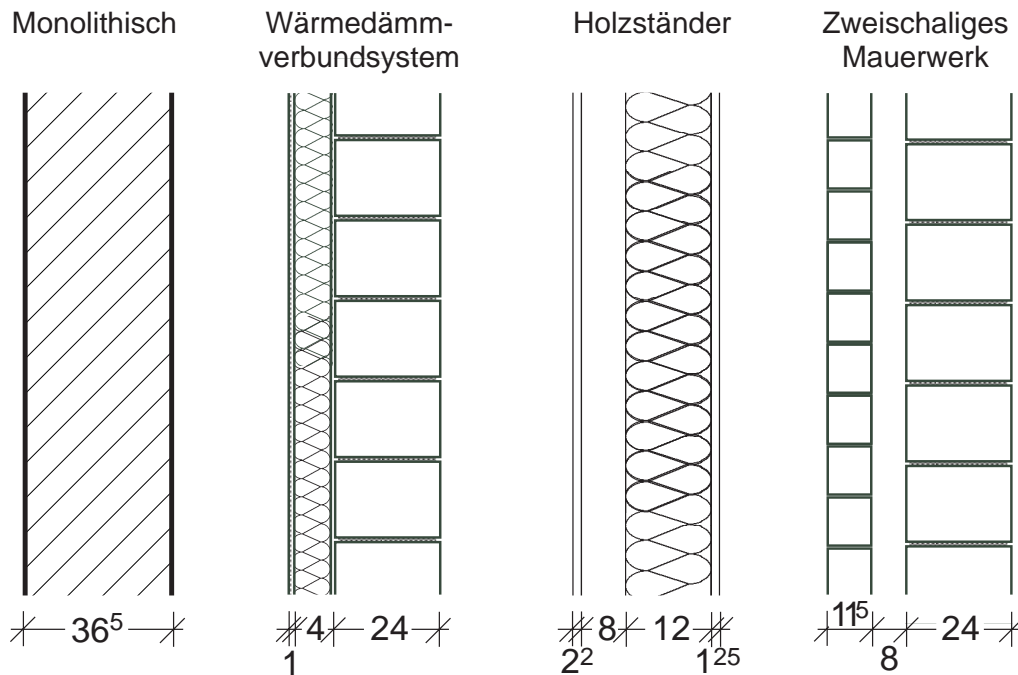 Monolithisch
Wärmedämm-
verbundsystem
Holzständer
Zweischaliges
Mauerwerk
36⁵
1
4
24
2²
8
12
1²⁵
11⁵
8
24